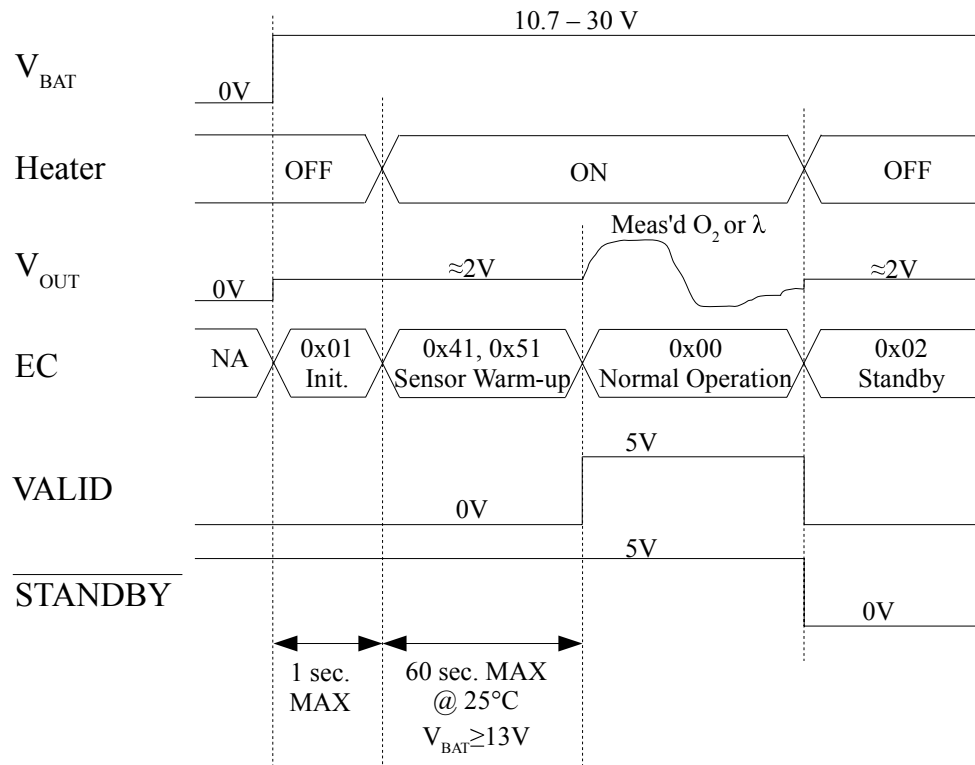 10.7 – 30 V
VBAT
0V
Heater
OFF
ON
OFF
Meas'd O2 or λ
VOUT
≈2V
≈2V
0V
EC
NA
0x01
Init.
0x41, 0x51
Sensor Warm-up
0x00
Normal Operation
0x02
Standby
5V
VALID
0V
5V
STANDBY
0V
1 sec.
MAX
60 sec. MAX
@ 25°C
VBAT≥13V